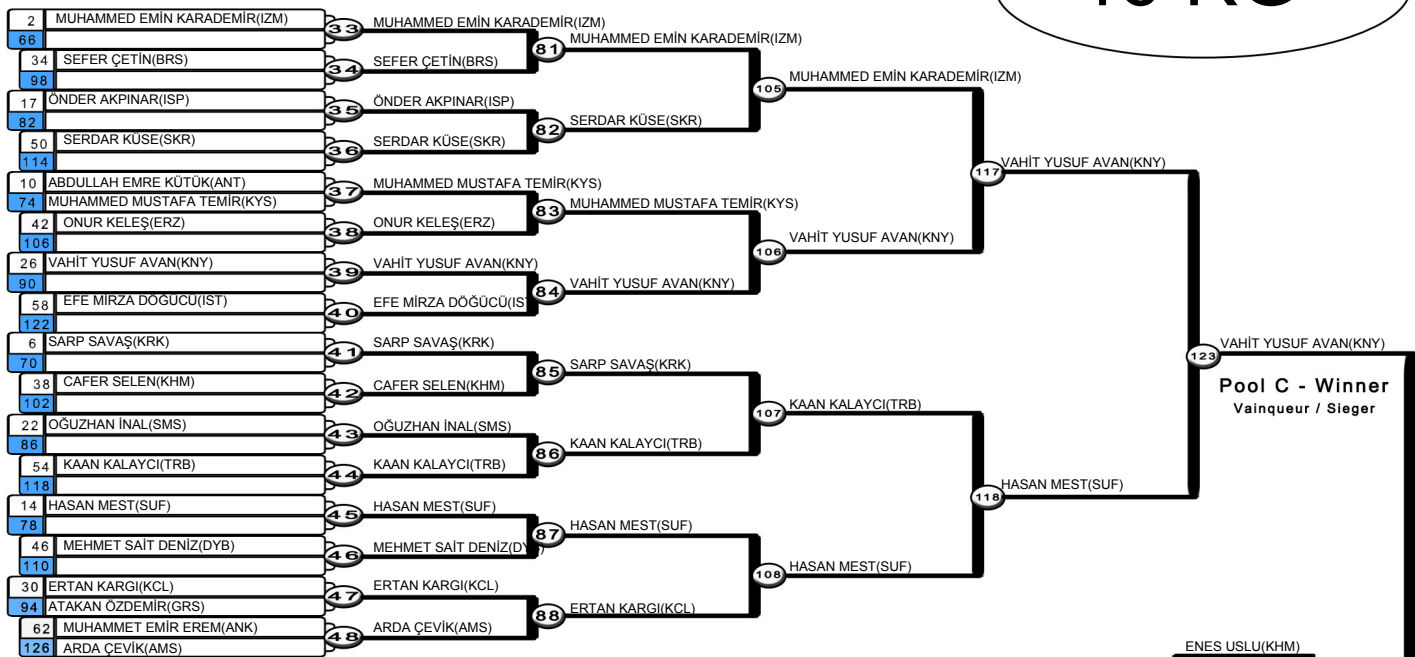 2 MUHAMMED EMİN KARADEMİR(IZM)
66
34 SEFER ÇETİN(BRS)
98
17 ÖNDER AKPINAR(ISP)
82
50 SERDAR KÜSE(SKR)
114
10 ABDULLAH EMRE KÜTÜK(ANT)
74 MUHAMMED MUSTAFA TEMİR(KYS)
42 ONUR KELEŞ(ERZ)
106
26 VAHİT YUSUF AVAN(KNY)
90
58 EFE MİRZA DÖĞÜCÜ(IST)
122
6 SARP SAVAŞ(KRK)
70
38 CAFER SELEN(KHM)
102
22 OĞUZHAN İNAL(SMS)
86
54 KAAN KALAYCI(TRB)
118
14 HASAN MEST(SUF)
78
46 MEHMET SAİT DENİZ(DYB)
110
30 ERTAN KARGI(KCL)
94 ATAKAN ÖZDEMİR(GRS)
62 MUHAMMET EMİR EREM(ANK)
126 ARDA ÇEVİK(AMS)
33 MUHAMMED EMİN KARADEMİR(IZM)
34 SEFER ÇETİN(BRS)
35 ÖNDER AKPINAR(ISP)
36 SERDAR KÜSE(SKR)
37 MUHAMMED MUSTAFA TEMİR(KYS)
38 ONUR KELEŞ(ERZ)
39 VAHİT YUSUF AVAN(KNY)
40 EFE MİRZA DÖĞÜCÜ(IS
41 SARP SAVAŞ(KRK)
42 CAFER SELEN(KHM)
43 OĞUZHAN İNAL(SMS)
44 KAAN KALAYCI(TRB)
45 HASAN MEST(SUF)
46 MEHMET SAİT DENİZ(D
47 ERTAN KARGI(KCL)
48 ARDA ÇEVİK(AMS)
81 MUHAMMED EMİN KARADEMİR(IZM)
82 SERDAR KÜSE(SKR)
83 MUHAMMED MUSTAFA TEMİR(KYS)
84 VAHİT YUSUF AVAN(KNY)
85 SARP SAVAŞ(KRK)
86 KAAN KALAYCI(TRB)
87 HASAN MEST(SUF)
88 ERTAN KARGI(KCL)
105 MUHAMMED EMİN KARADEMİR(IZM)
106 VAHİT YUSUF AVAN(KNY)
107 KAAN KALAYCI(TRB)
108 HASAN MEST(SUF)
117 VAHİT YUSUF AVAN(KNY)
118 HASAN MEST(SUF)
123 VAHİT YUSUF AVAN(KNY)
Pool C - Winner
Vainqueur / Sieger
ENES USLU(KHM)